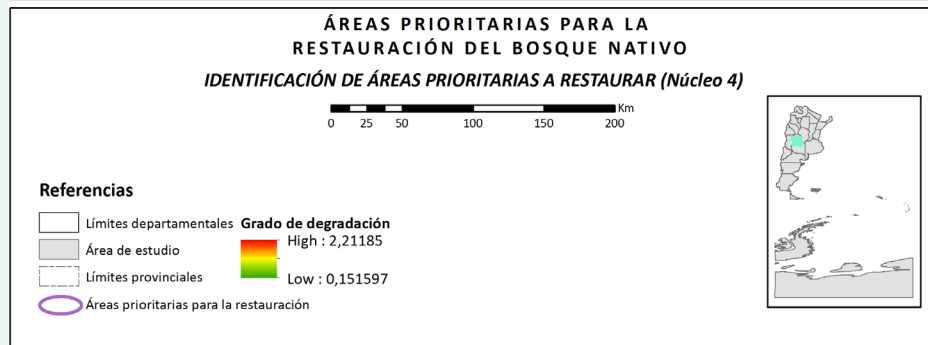 ÁREAS PRIORITARIAS PARA LA
RESTAURACIÓN DEL BOSQUE NATIVO
IDENTIFICACIÓN DE ÁREAS PRIORITARIAS A RESTAURAR (Núcleo 4)
Km
0 25 50 100 150 200
Referencias
Límites departamentales
Área de estudio
Límites provinciales
Áreas prioritarias para la restauración
Grado de degradación
High : 2,21185
Low : 0,151597